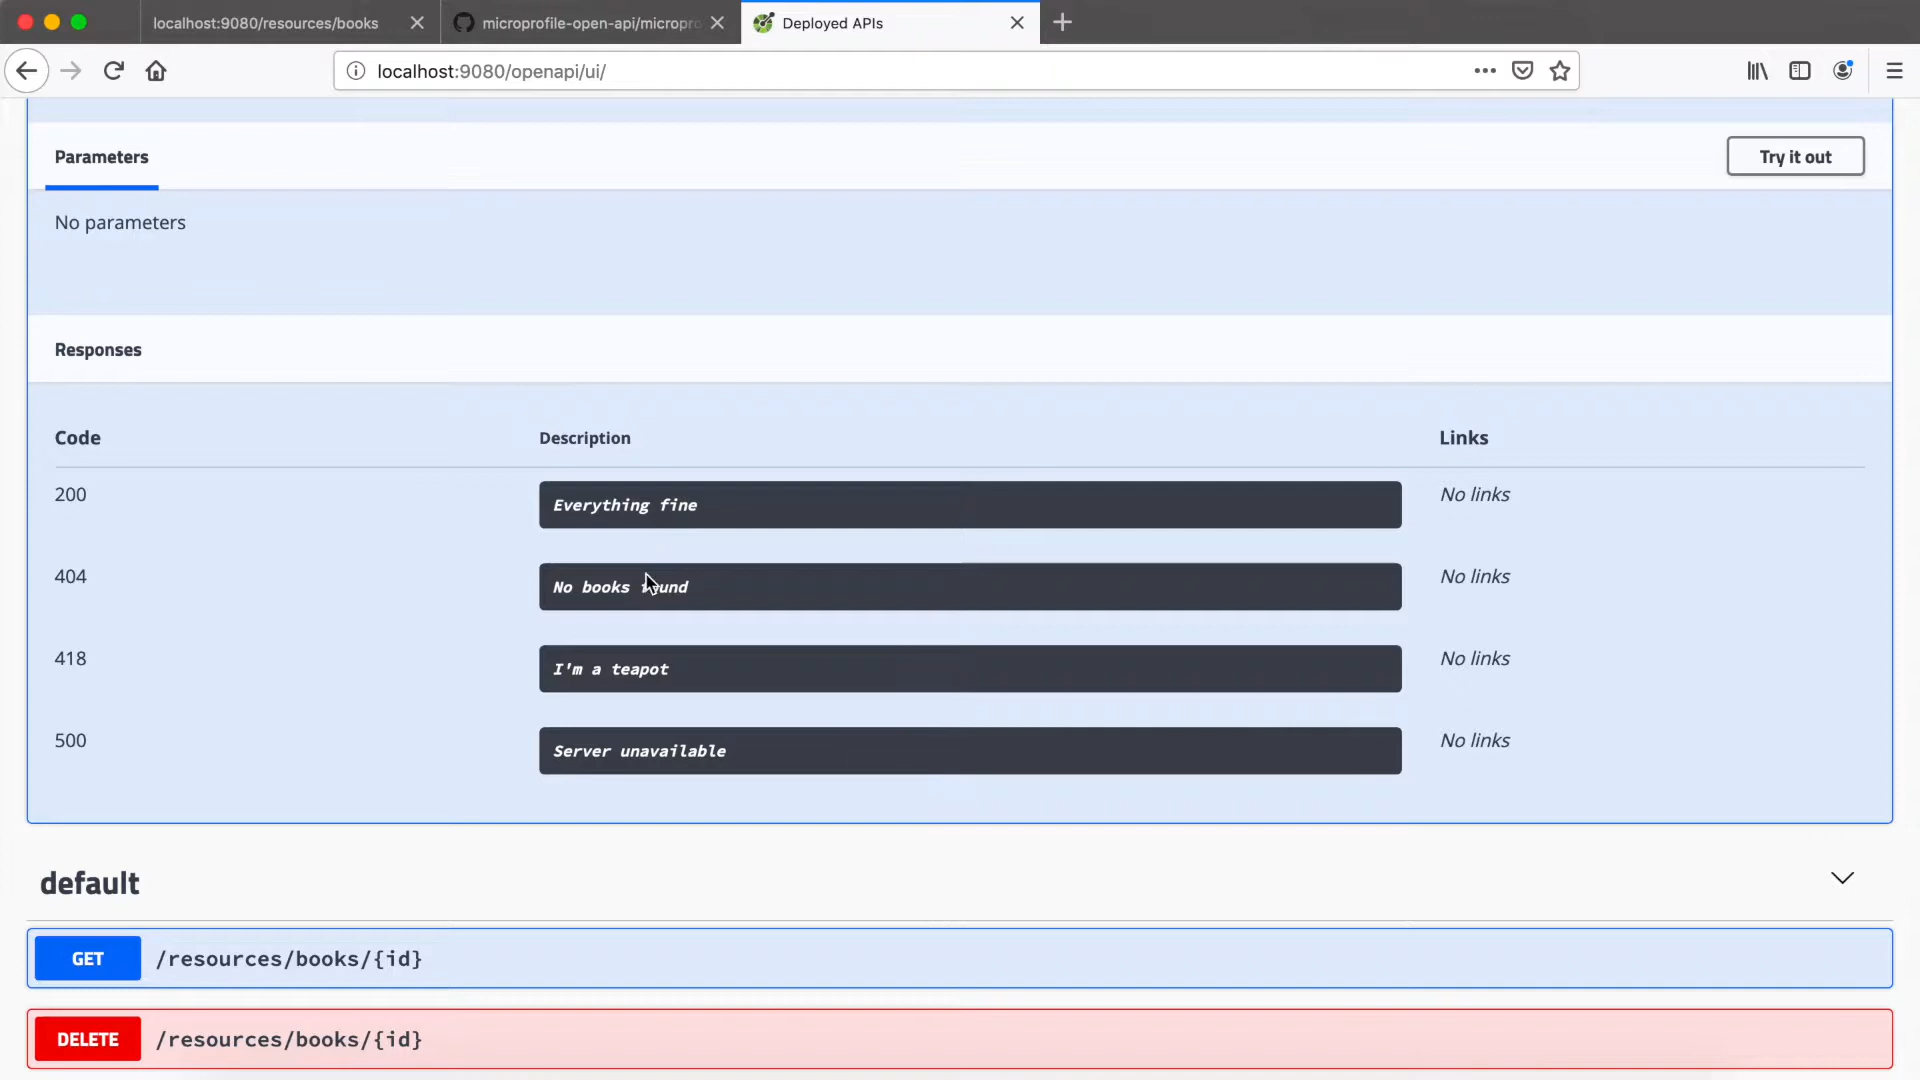 localhost:9080/resources/books
microprofile-open-api/micropro
Deployed APIs
localhost:9080/openapi/ui/
Parameters
Try it out
No parameters
Responses
Code
Description
Links
200
Everything fine
No links
404
No books found
No links
418
I'm a teapot
No links
500
Server unavailable
No links
default
GET
/resources/books/{id}
DELETE
/resources/books/{id}